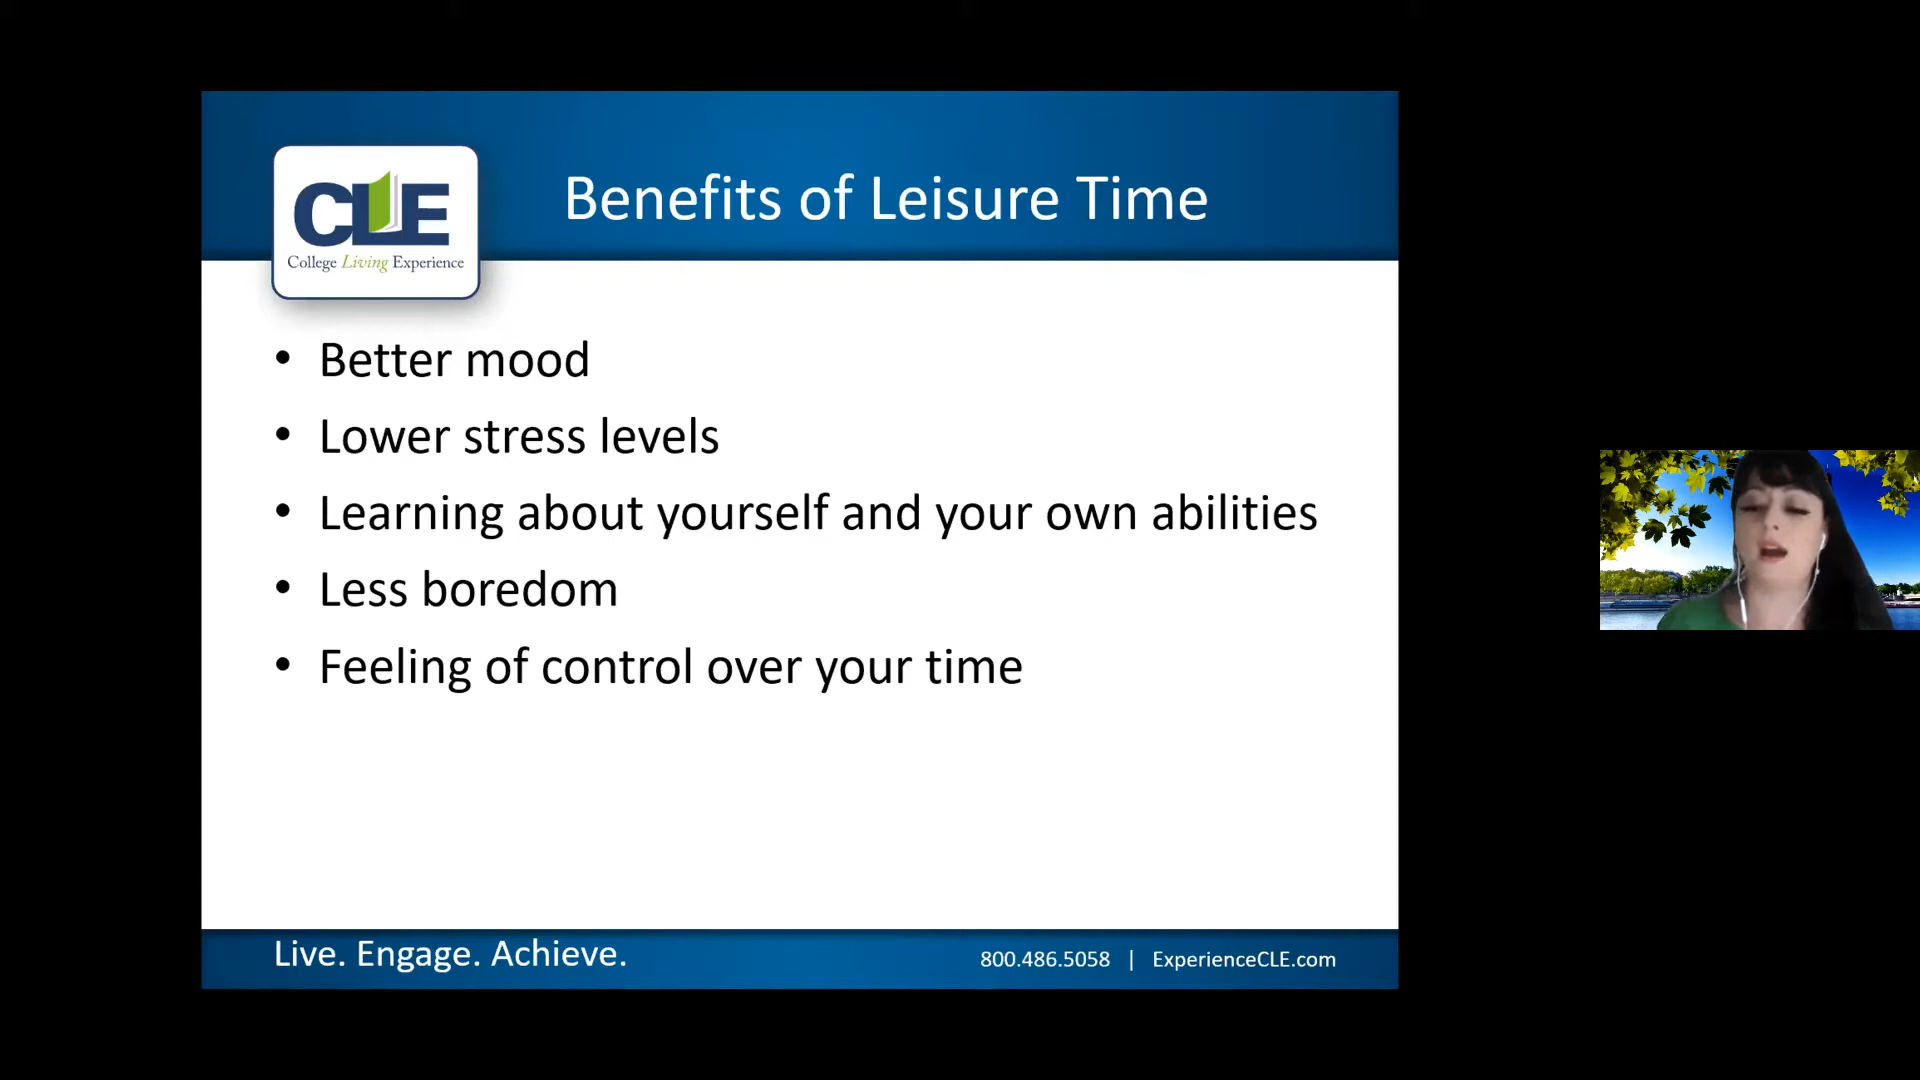 CLE
College Living Experience
Benefits of Leisure Time
• Better mood
• Lower stress levels
• Learning about yourself and your own abilities
• Less boredom
• Feeling of control over your time
Live. Engage. Achieve.
800.486.5058 | ExperienceCLE.com